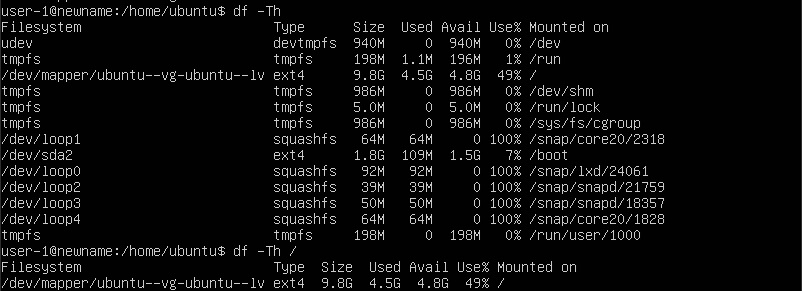 user-1@newname:/home/ubuntu$ df -Th
Filesystem                        Type      Size  Used Avail Use% Mounted on
udev                              devtmpfs  940M     0  940M   0% /dev
tmpfs                             tmpfs     198M  1.1M  196M   1% /run
/dev/mapper/ubuntu--vg-ubuntu--lv ext4      9.8G  4.5G  4.8G  49% /
tmpfs                             tmpfs     986M     0  986M   0% /dev/shm
tmpfs                             tmpfs     5.0M     0  5.0M   0% /run/lock
tmpfs                             tmpfs     986M     0  986M   0% /sys/fs/cgroup
/dev/loop1                        squashfs   64M   64M     0 100% /snap/core20/2318
/dev/sda2                         ext4      1.8G  109M  1.5G   7% /boot
/dev/loop0                        squashfs   92M   92M     0 100% /snap/lxd/24061
/dev/loop2                        squashfs   39M   39M     0 100% /snap/snapd/21759
/dev/loop3                        squashfs   50M   50M     0 100% /snap/snapd/18357
/dev/loop4                        squashfs   64M   64M     0 100% /snap/core20/1828
tmpfs                             tmpfs     198M     0  198M   0% /run/user/1000
user-1@newname:/home/ubuntu$ df -Th /
Filesystem                        Type  Size  Used Avail Use% Mounted on
/dev/mapper/ubuntu--vg-ubuntu--lv ext4  9.8G  4.5G  4.8G  49% /